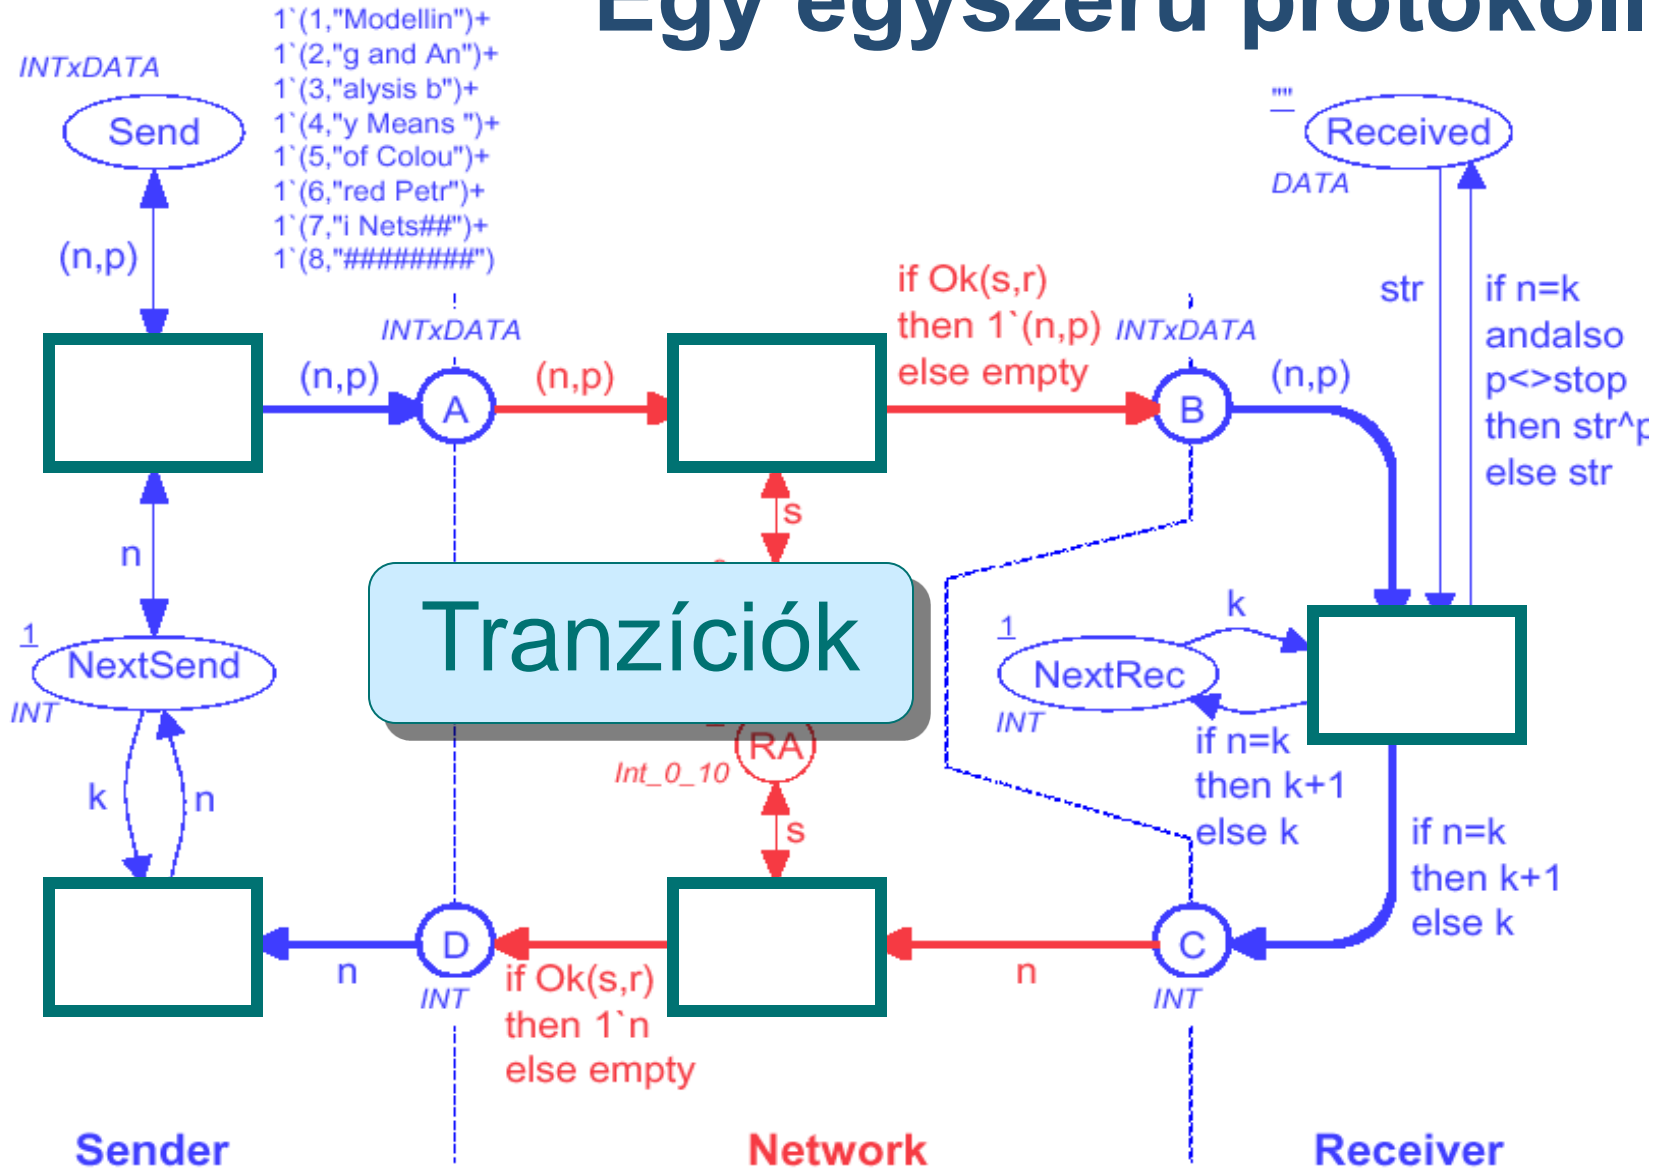 Egy egyszerű protokoll
1`(1,"Modellin")+
1`(2,"g and An")+
1`(3,"alysis b")+
1`(4,"y Means ")+
1`(5,"of Colou")+
1`(6,"red Petr")+
1`(7,"i Nets##")+
1`(8,"########")
INTxDATA
Send
(n,p)
""
Received
DATA
if Ok(s,r)
then 1`(n,p)
else empty
str
if n=k
andalso
p<>stop
then str^p
else str
INTxDATA
INTxDATA
(n,p)
A
(n,p)
B
(n,p)
s
n
Tranzíciók
1
NextSend
INT
k
1
NextRec
INT
if n=k
then k+1
else k
RA
Int_0_10
k
n
s
if n=k
then k+1
else k
n
D
INT
if Ok(s,r)
then 1`n
else empty
n
C
INT
Sender
Network
Receiver